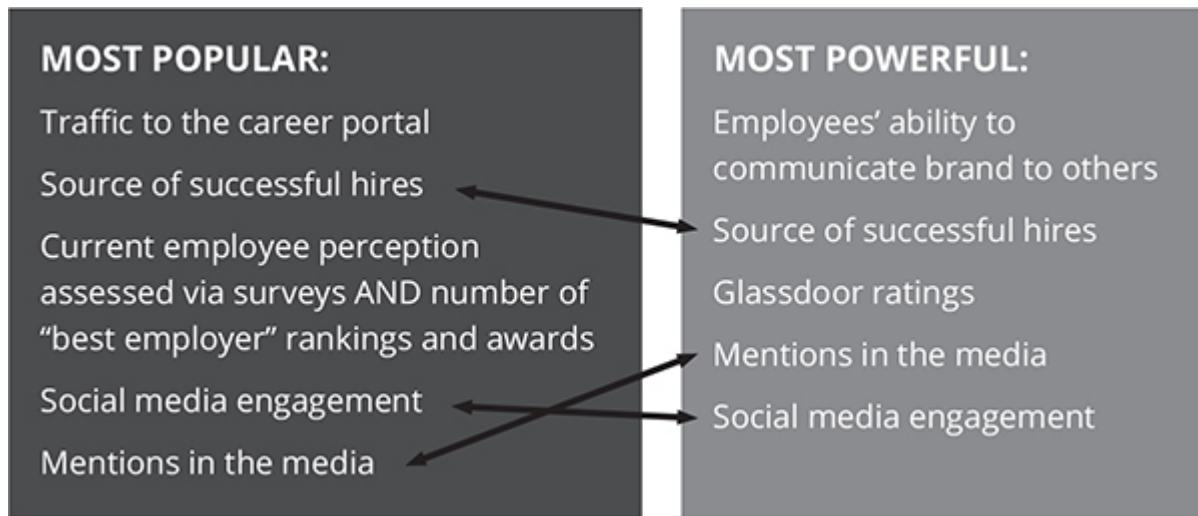 MOST POPULAR:
Traffic to the career portal
Source of successful hires
Current employee perception
assessed via surveys AND number of
“best employer” rankings and awards
Social media engagement
Mentions in the media
MOST POWERFUL:
Employees’ ability to
communicate brand to others
Source of successful hires
Glassdoor ratings
Mentions in the media
Social media engagement